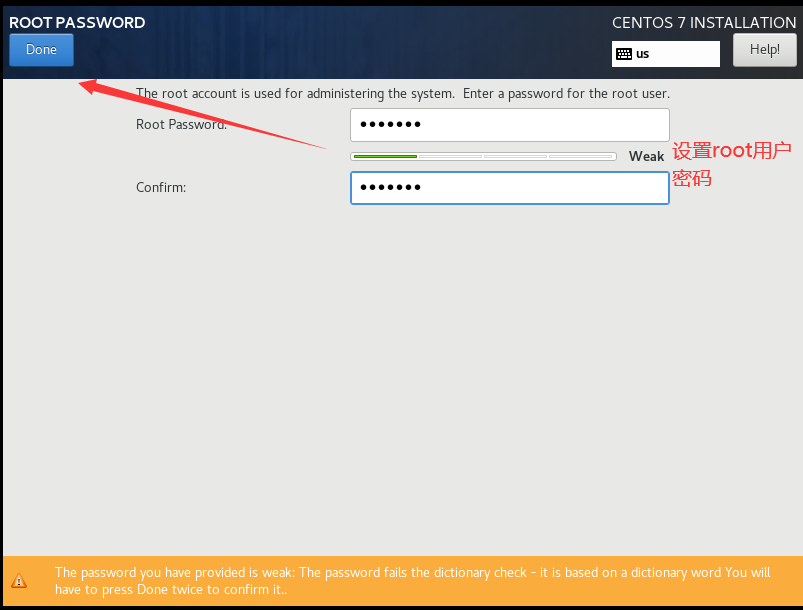 ROOT PASSWORD
CENTOS 7 INSTALLATION
Done
us
Help!
The root account is used for administering the system. Enter a password for the root user.
Root Password:
•••••••
Weak
设置root用户
密码
Confirm:
•••••••
The password you have provided is weak: The password fails the dictionary check - it is based on a dictionary word You will
have to press Done twice to confirm it..